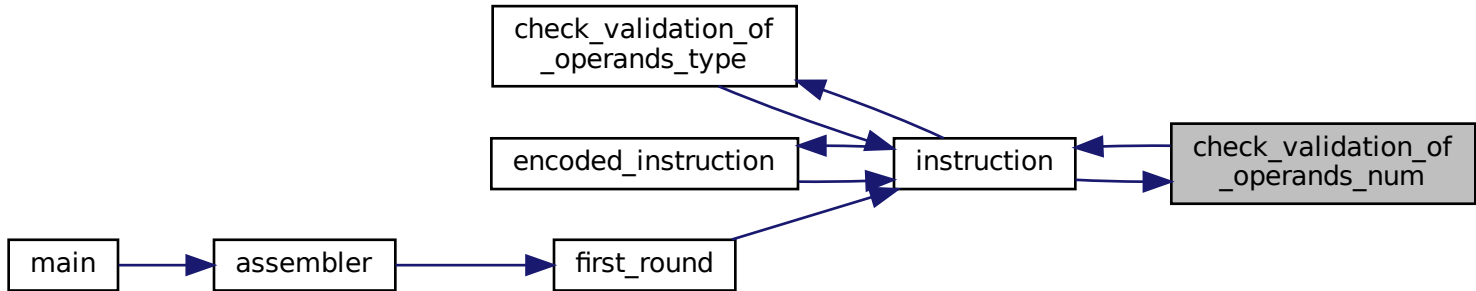 check_validation_of
_operands_type
encoded_instruction
instruction
check_validation_of
_operands_num
main
assembler
first_round